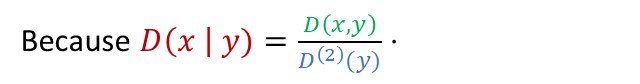 Because D(x | y) = D(x,y) / D^(2)(y) ·